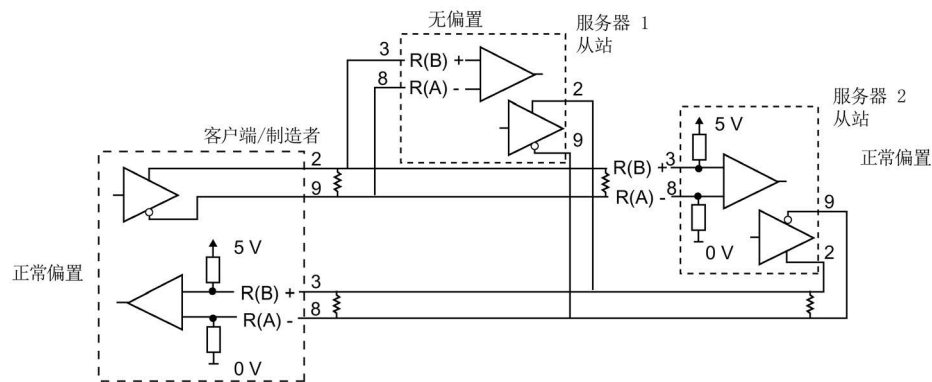 无偏置
服务器 1
从站
3
R(B) +
8
R(A) -
2
9
服务器 2
从站
5 V
正常偏置
客户端/制造者
2
9
R(B) +
3
R(A) -
8
0 V
9
2
正常偏置
5 V
R(B) +
3
R(A) -
8
0 V